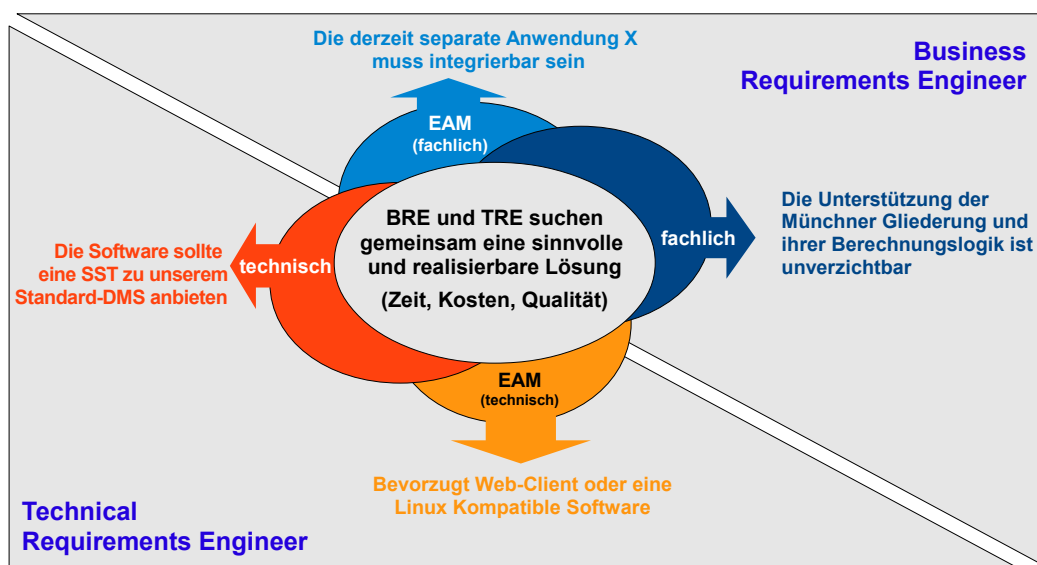 Die derzeit separate Anwendung X
muss integrierbar sein
Business
Requirements Engineer
EAM
(fachlich)
BRE und TRE suchen
gemeinsam eine sinnvolle
und realisierbare Lösung
(Zeit, Kosten, Qualität)
fachlich
Die Unterstützung der
Münchner Gliederung und
ihrer Berechnungslogik ist
unverzichtbar
Die Software sollte
eine SST zu unserem
Standard-DMS anbieten
technisch
EAM
(technisch)
Bevorzugt Web-Client oder eine
Linux Kompatible Software
Technical
Requirements Engineer